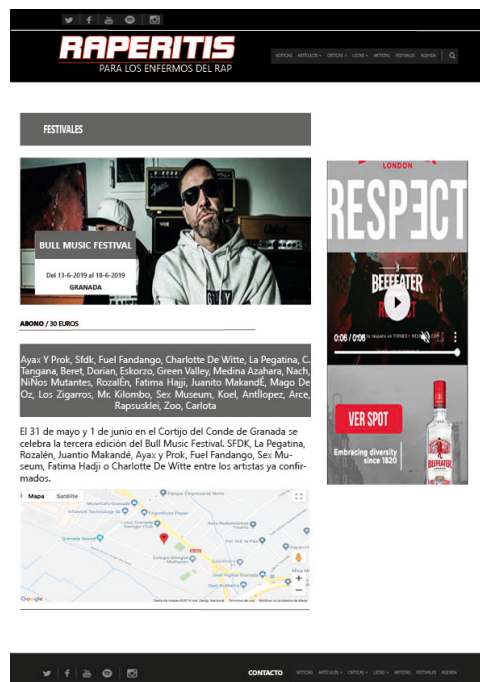 RAPERITIS
PARA LOS ENFERMOS DEL RAP
NOTICIAS ARTÍCULOS CRÍTICAS LISTAS ARTISTAS FESTIVALES AGENDA
FESTIVALES
BULL MUSIC FESTIVAL
Del 13-6-2019 al 18-6-2019
GRANADA
ABONO / 30 EUROS
Ayax Y Prok, Sfdk, Fuel Fandango, Charlotte De Witte, La Pegatina, C.
Tangana, Beret, Dorian, Eskorzo, Green Valley, Medina Azahara, Nach,
NiÑos Mutantes, RozalÉn, Fatima Hajji, Juanito MakandÉ, Mago De
Oz, Los Zigarros, Mr. Kilombo, Sex Museum, Koel, AntÍlopez, Arce,
Rapsusklei, Zoo, Carlota
El 31 de mayo y 1 de junio en el Cortijo del Conde de Granada se
celebra la tercera edición del Bull Music Festival. SFDK, La Pegatina,
Rozalén, Juantio Makandé, Ayax y Prok, Fuel Fandango, Sex Mu-
seum, Fatima Hadji o Charlotte De Witte entre los artistas ya confir-
mados.
Mapa Satélite
Google
LONDON
RESPECT
BEEFEATER
0:06 / 0:06
VER SPOT
Embracing diversity
since 1820
BEEFEATER
CONTACTO
NOTICIAS ARTÍCULOS CRÍTICAS LISTAS ARTISTAS FESTIVALES AGENDA